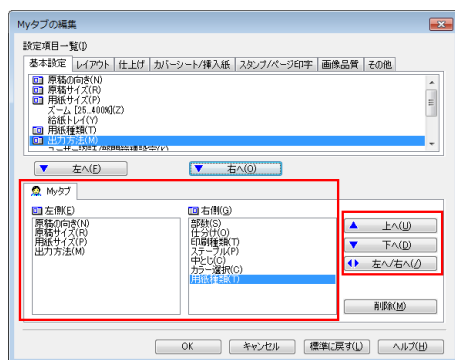 Myタブの編集
設定項目一覧(I)
基本設定 レイアウト 仕上げ カバーシート/挿入紙 スタンプ/ページ印字 画像品質 その他
原稿の向き(N)
原稿サイズ(R)
用紙サイズ(P)
ズーム [25..400%](Z)
給紙トレイ(Y)
用紙種類(T)
出力方法(M)
左へ(E) 右へ(O)
Myタブ
左側(E) 右側(G)
原稿の向き(N)
原稿サイズ(R)
用紙サイズ(P)
出力方法(M)
部数(S)
仕分け(O)
印刷種類(T)
ステープル(P)
中とじ(C)
カラー選択(C)
用紙種類(T)
上へ(U)
下へ(D)
左へ/右へ(/)
削除(M)
OK キャンセル 標準に戻す(L) ヘルプ(H)